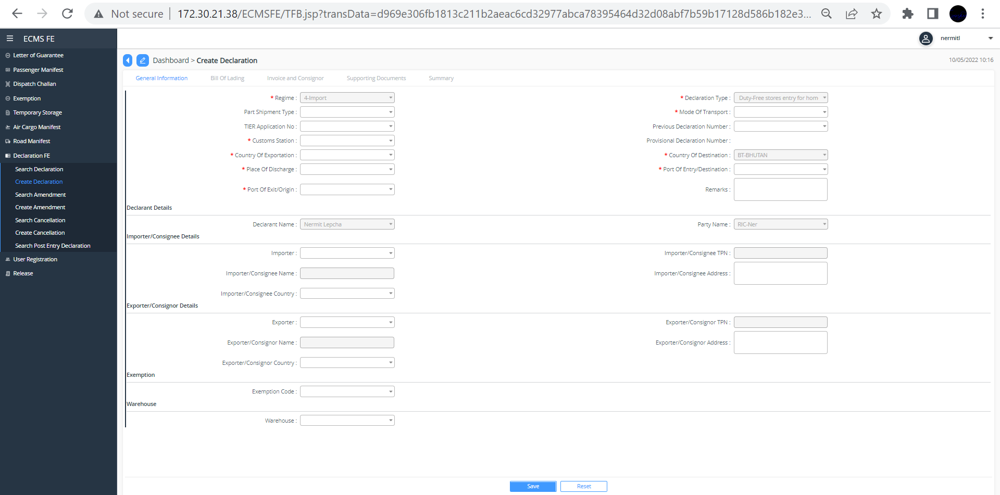 Not secure | 172.30.21.38/ECMSFE/TFB.jsp?transData=d969e306fb1813c211b2aeac6cd32977abca78395464d32d08abf7b59b17128d586b182e3...
ECMS FE
nermitl
Letter of Guarantee
Passenger Manifest
Dispatch Challan
Exemption
Temporary Storage
Air Cargo Manifest
Road Manifest
Declaration FE
Search Declaration
Create Declaration
Search Amendment
Create Amendment
Search Cancellation
Create Cancellation
Search Post Entry Declaration
User Registration
Release
Dashboard > Create Declaration
10/05/2022 10:16
General Information Bill Of Lading Invoice and Consignor Supporting Documents Summary
* Regime : 4-Import * Declaration Type : Duty-Free stores entry for hom
Part Shipment Type : * Mode Of Transport :
TIER Application No : Previous Declaration Number :
* Customs Station : Provisional Declaration Number :
* Country Of Exportation : * Country Of Destination : BT-BHUTAN
* Place Of Discharge : * Port Of Entry/Destination :
* Port Of Exit/Origin : Remarks :
Declarant Details
Declarant Name : Nermit Lepcha Party Name : RIC-Ner
Importer/Consignee Details
Importer : Importer/Consignee TPN :
Importer/Consignee Name : Importer/Consignee Address :
Importer/Consignee Country :
Exporter/Consignor Details
Exporter : Exporter/Consignor TPN :
Exporter/Consignor Name : Exporter/Consignor Address :
Exporter/Consignor Country :
Exemption
Exemption Code :
Warehouse
Warehouse :
Save Reset